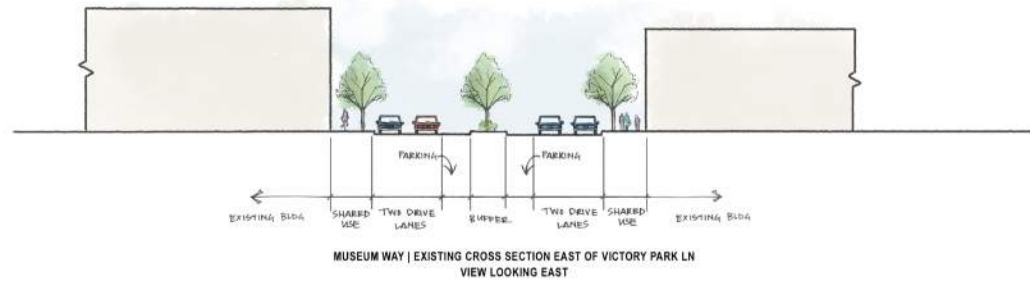 PARKING
PARKING
EXISTING BLDG
SHARED
USE
TWO DRIVE
LANES
BUFFER
TWO DRIVE
LANES
SHARED
USE
EXISTING BLDG
MUSEUM WAY | EXISTING CROSS SECTION EAST OF VICTORY PARK LN
VIEW LOOKING EAST